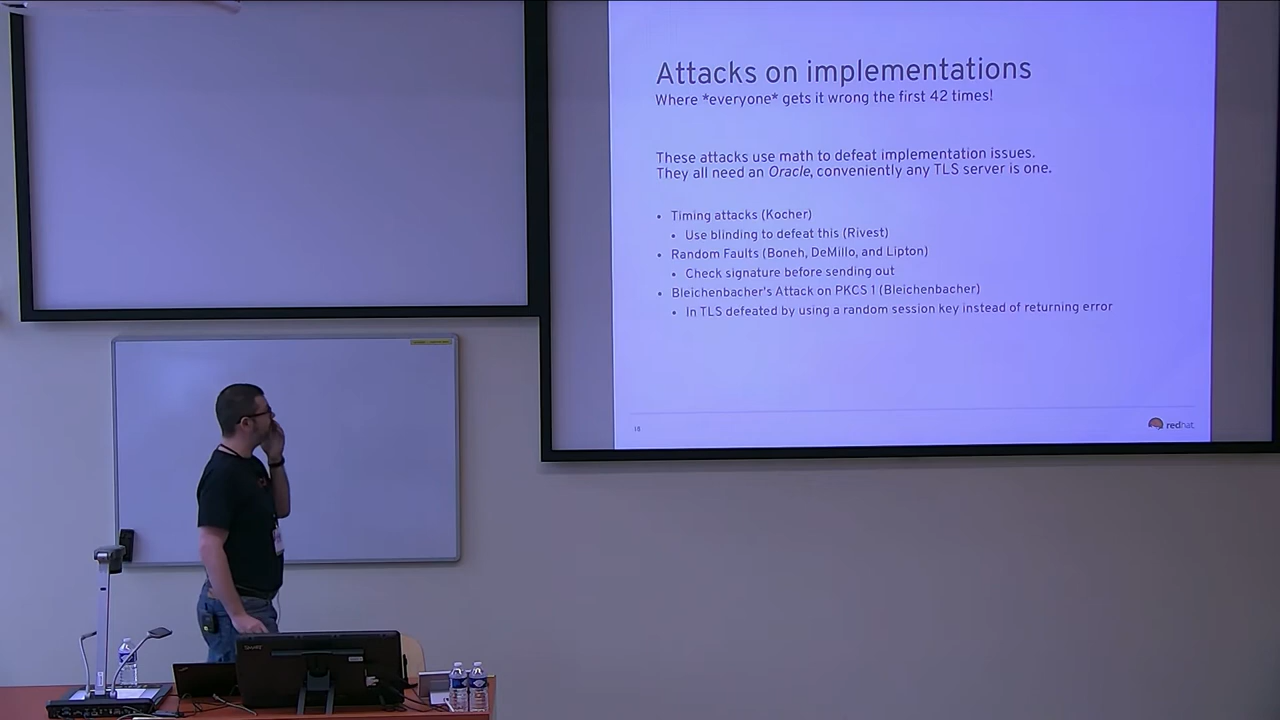 Attacks on implementations
Where *everyone* gets it wrong the first 42 times!
These attacks use math to defeat implementation issues.
They all need an Oracle, conveniently any TLS server is one.
• Timing attacks (Kocher)
• Use blinding to defeat this (Rivest)
• Random Faults (Boneh, DeMillo, and Lipton)
• Check signature before sending out
• Bleichenbacher's Attack on PKCS 1 (Bleichenbacher)
• In TLS defeated by using a random session key instead of returning error
18
redhat